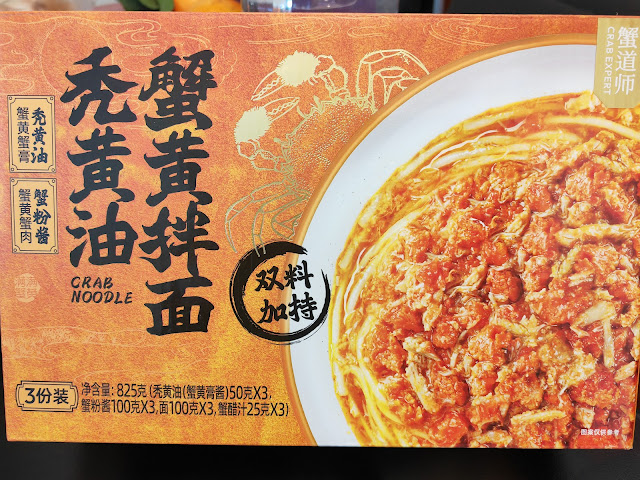 蟹道师
CRAB EXPERT
蟹黄拌面
秃黄油
CRAB
NOODLE
秃黄油
蟹黄蟹膏
蟹粉酱
蟹黄蟹肉
双料
加持
3份装
净含量：825克（秃黄油(蟹黄膏酱)50克X3,
蟹粉酱100克X3,面100克X3,蟹醋汁25克X3）
图案仅供参考